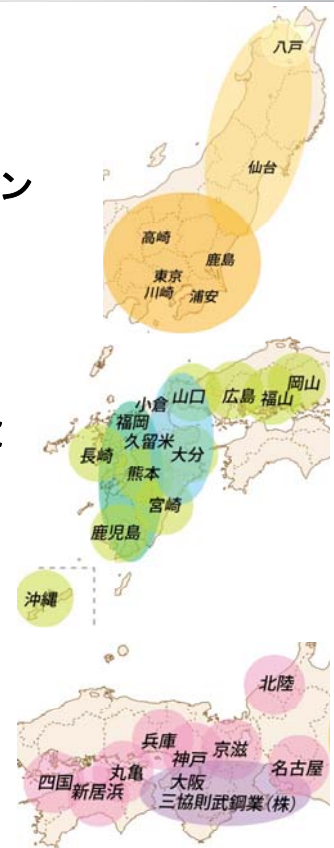 八戸
ン
仙台
高崎
鹿島
東京
川崎
浦安
岡山
山口
広島
小倉
福山
福岡
久留米
長崎
大分
熊本
宮崎
鹿児島
沖縄
北陸
兵庫
京滋
神戸
名古屋
丸亀
大阪
四国
新居浜
三協則武鋼業(株)